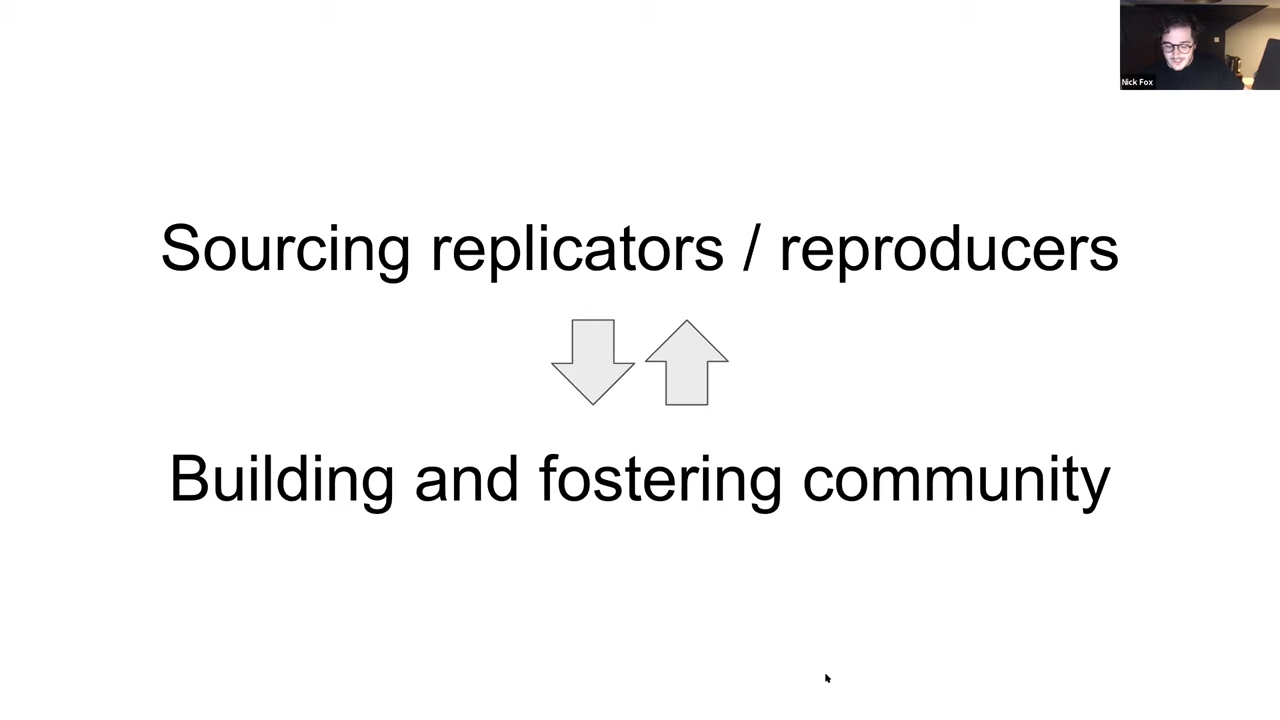 Nick Fox
Sourcing replicators / reproducers
Building and fostering community